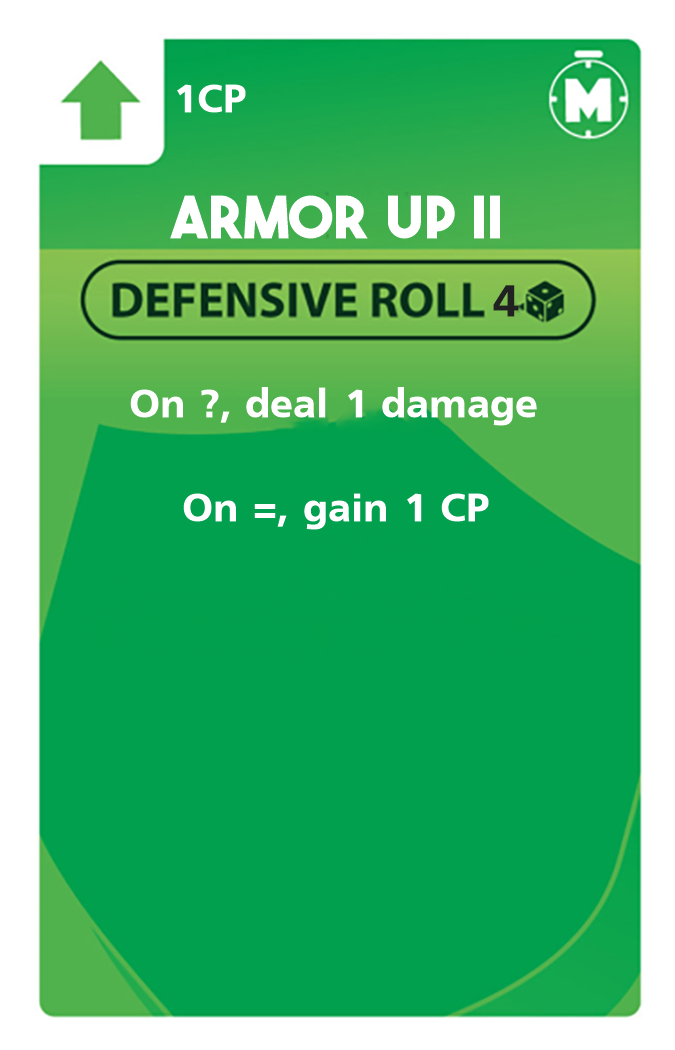 1CP
M
ARMOR UP II
DEFENSIVE ROLL 4
On ?, deal 1 damage
On =, gain 1 CP